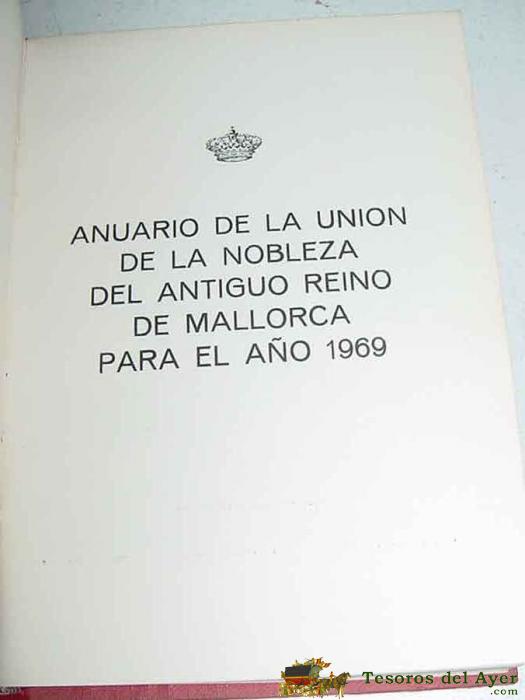 ANUARIO DE LA UNION
DE LA NOBLEZA
DEL ANTIGUO REINO
DE MALLORCA
PARA EL AÑO 1969
Tesoros del Ayer
.com